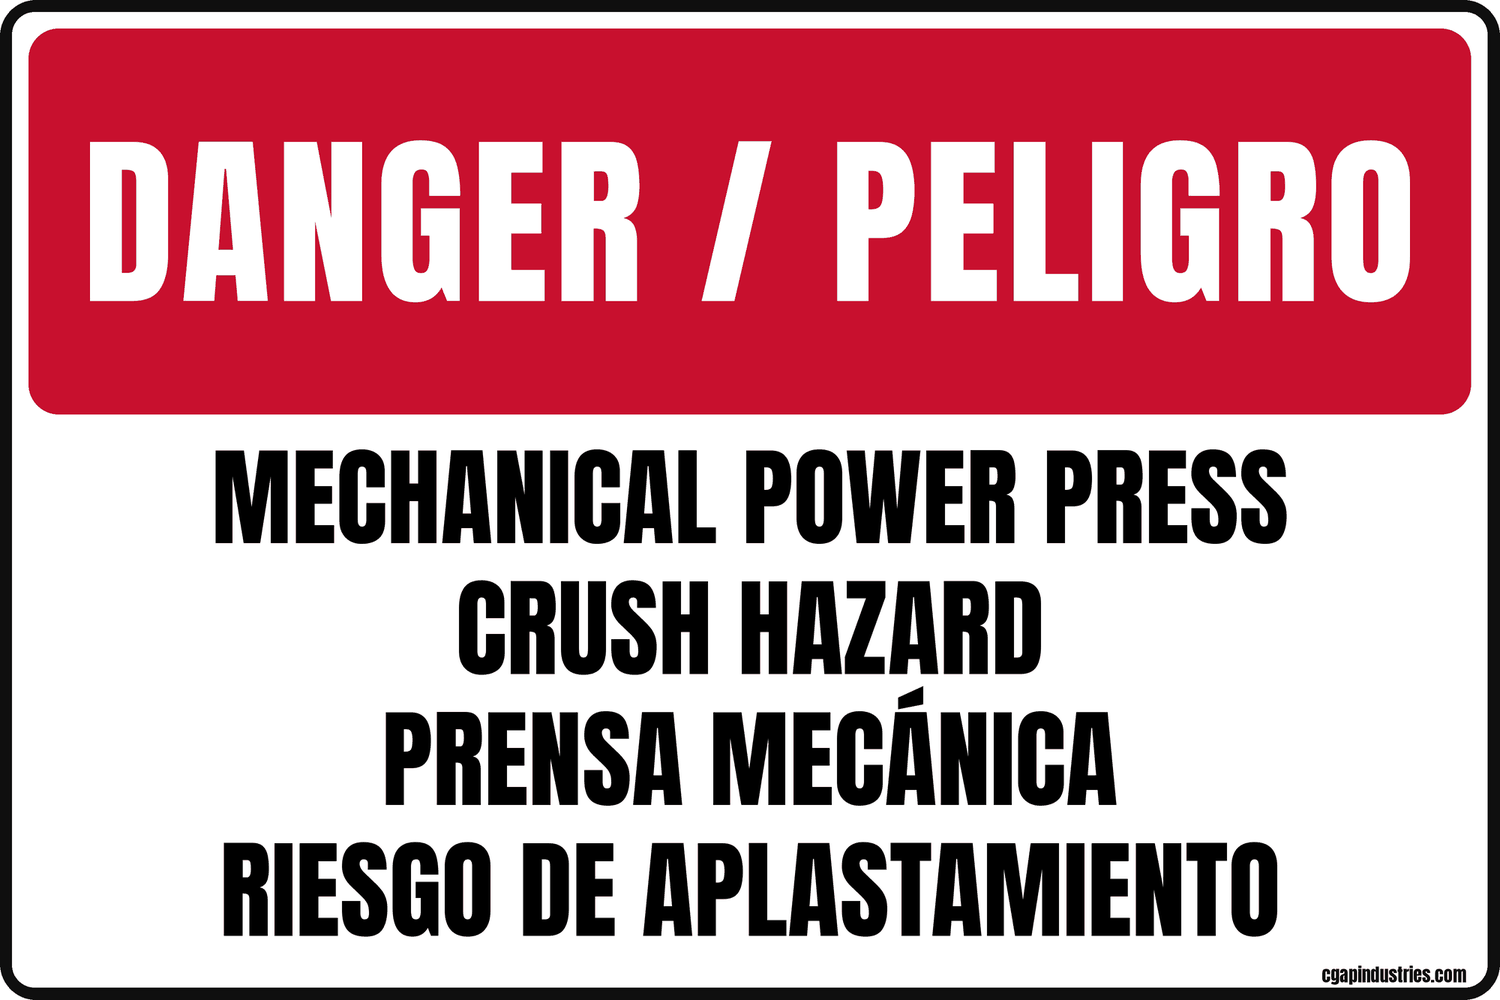 DANGER / PELIGRO
MECHANICAL POWER PRESS
CRUSH HAZARD
PRENSA MECÁNICA
RIESGO DE APLASTAMIENTO
cgapindustries.com